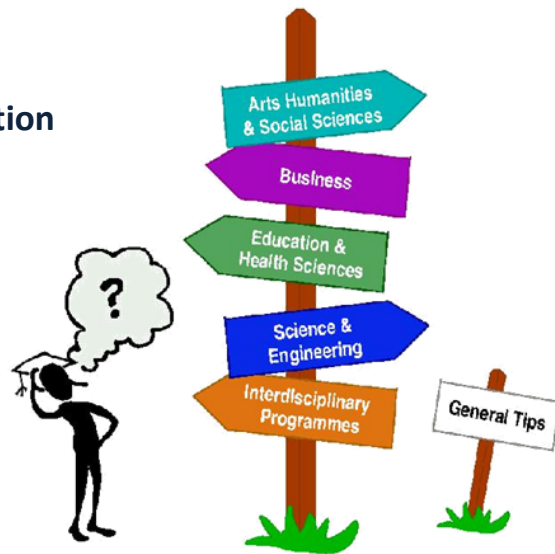 tion
Arts Humanities
& Social Sciences
Business
Education &
Health Sciences
?
Science &
Engineering
Interdisciplinary
Programmes
General Tips